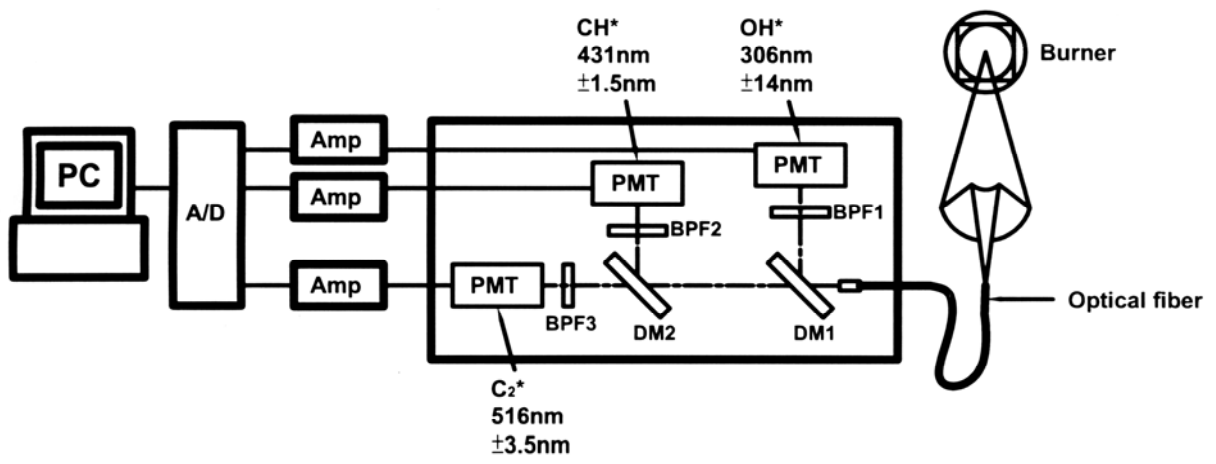 CH*
431nm
±1.5nm
OH*
306nm
±14nm
Burner
PC
A/D
Amp
Amp
Amp
PMT
PMT
PMT
BPF1
BPF2
BPF3
DM2
DM1
Optical fiber
C₂*
516nm
±3.5nm